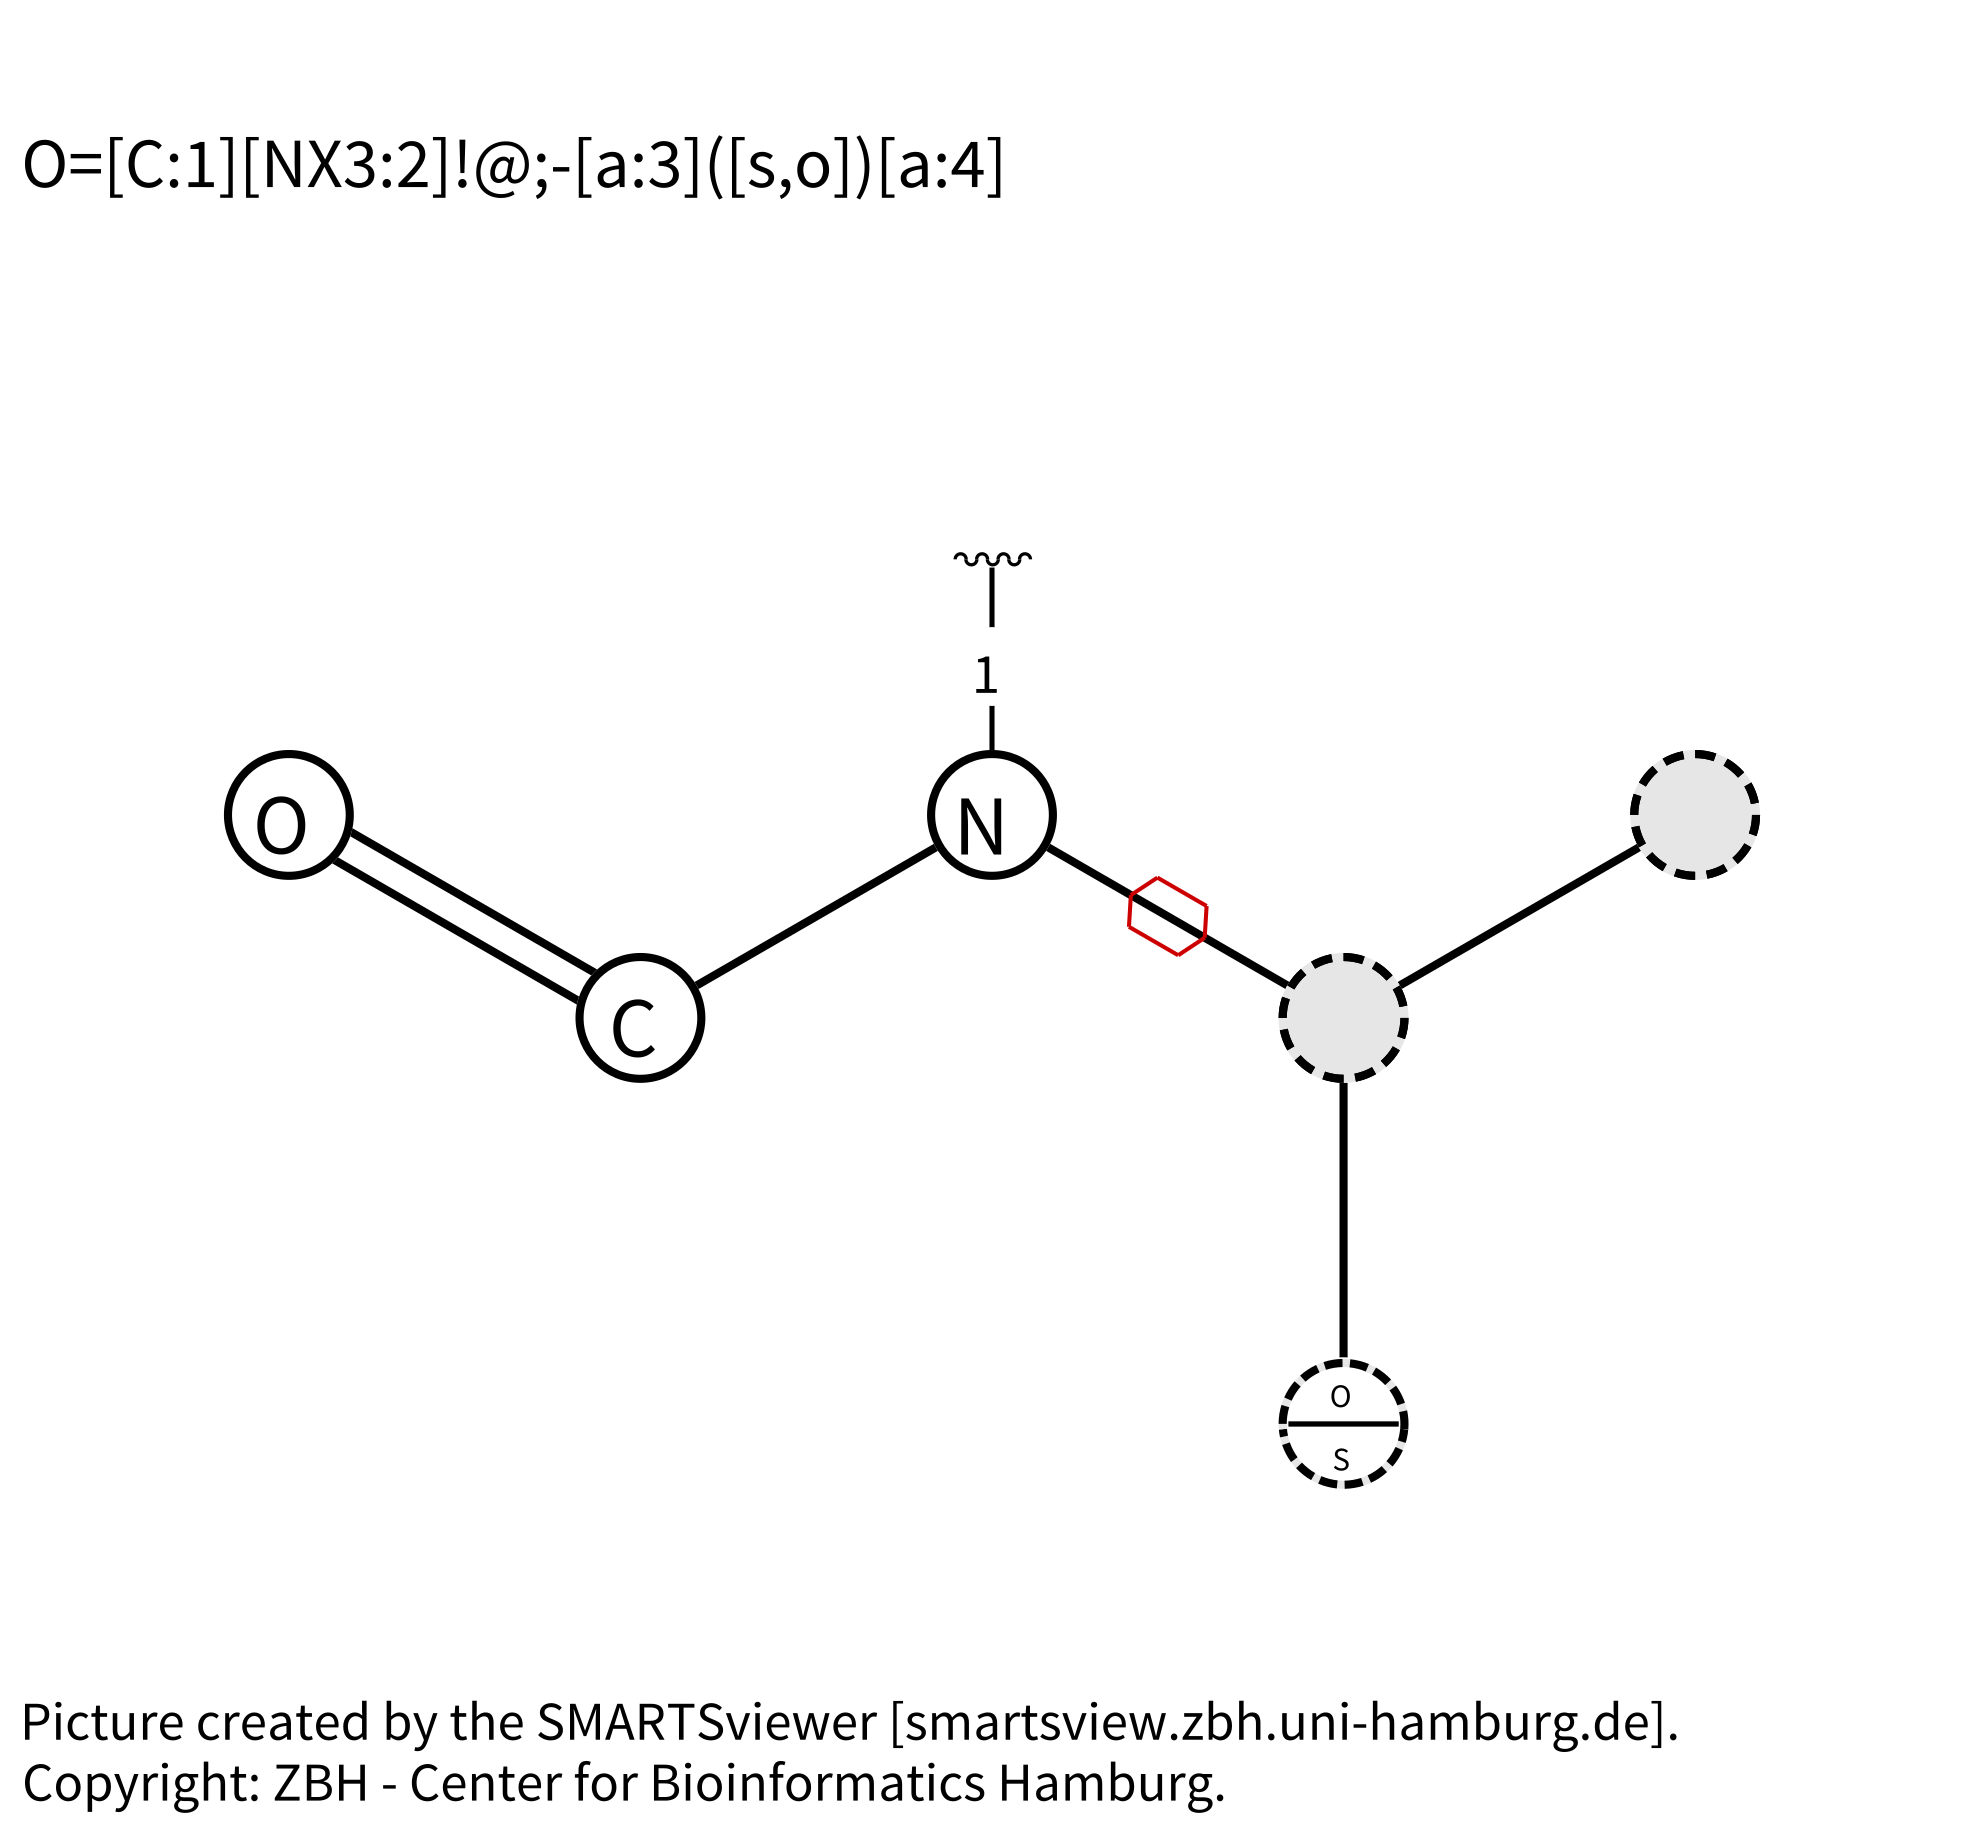 O=[C:1][NX3:2]!@;-[a:3]([s,o])[a:4]
1
O
N
C
O
S
Picture created by the SMARTSviewer [smartsview.zbh.uni-hamburg.de].
Copyright: ZBH - Center for Bioinformatics Hamburg.